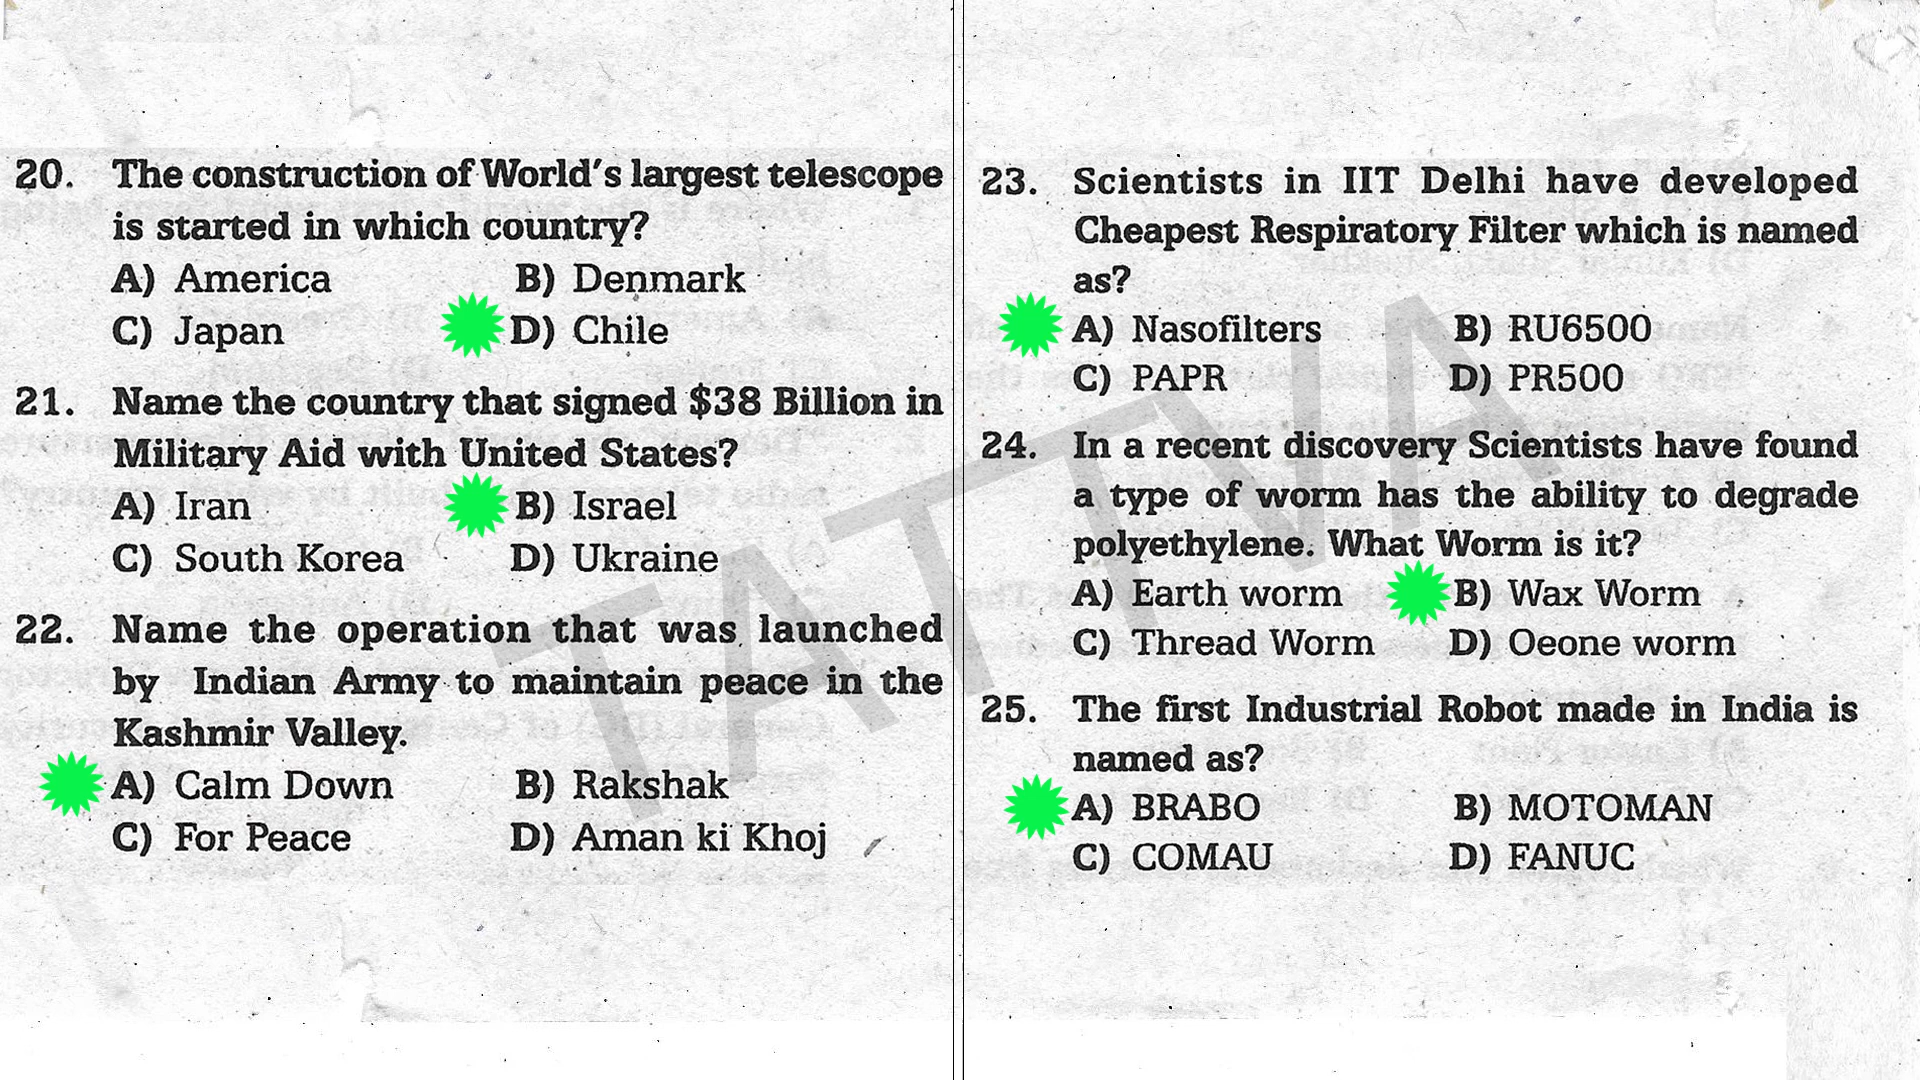 20. The construction of World's largest telescope
is started in which country?
A) America B) Denmark
C) Japan D) Chile
21. Name the country that signed $38 Billion in
Military Aid with United States?
A) Iran B) Israel
C) South Korea D) Ukraine
22. Name the operation that was launched
by Indian Army to maintain peace in the
Kashmir Valley.
A) Calm Down B) Rakshak
C) For Peace D) Aman ki Khoj
23. Scientists in IIT Delhi have developed
Cheapest Respiratory Filter which is named
as?
A) Nasofilters B) RU6500
C) PAPR D) PR500
24. In a recent discovery Scientists have found
a type of worm has the ability to degrade
polyethylene. What Worm is it?
A) Earth worm B) Wax Worm
C) Thread Worm D) Oeone worm
25. The first Industrial Robot made in India is
named as?
A) BRABO B) MOTOMAN
C) COMAU D) FANUC
TATTVA